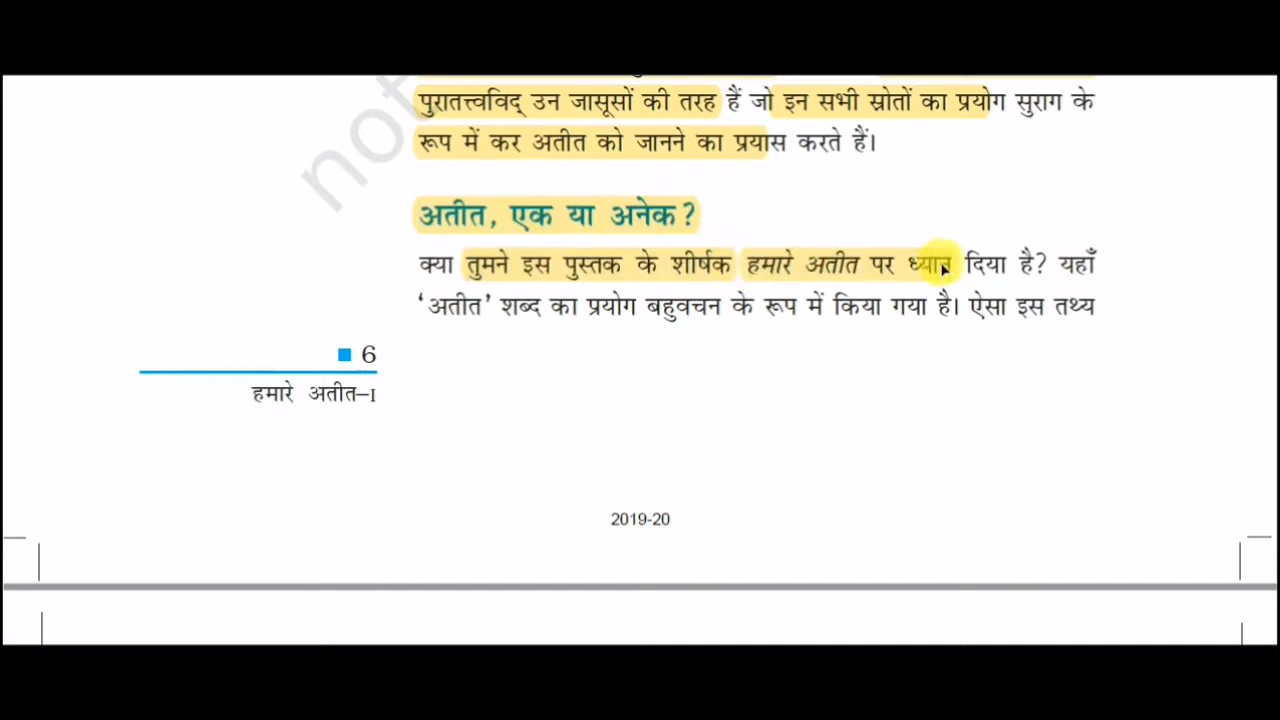 पुरातत्त्वविद् उन जासूसों की तरह हैं जो इन सभी स्रोतों का प्रयोग सुराग के
रूप में कर अतीत को जानने का प्रयास करते हैं।
अतीत, एक या अनेक?
क्या तुमने इस पुस्तक के शीर्षक हमारे अतीत पर ध्यान दिया है? यहाँ
‘अतीत’ शब्द का प्रयोग बहुवचन के रूप में किया गया है। ऐसा इस तथ्य
6
हमारे अतीत–I
2019-20
not